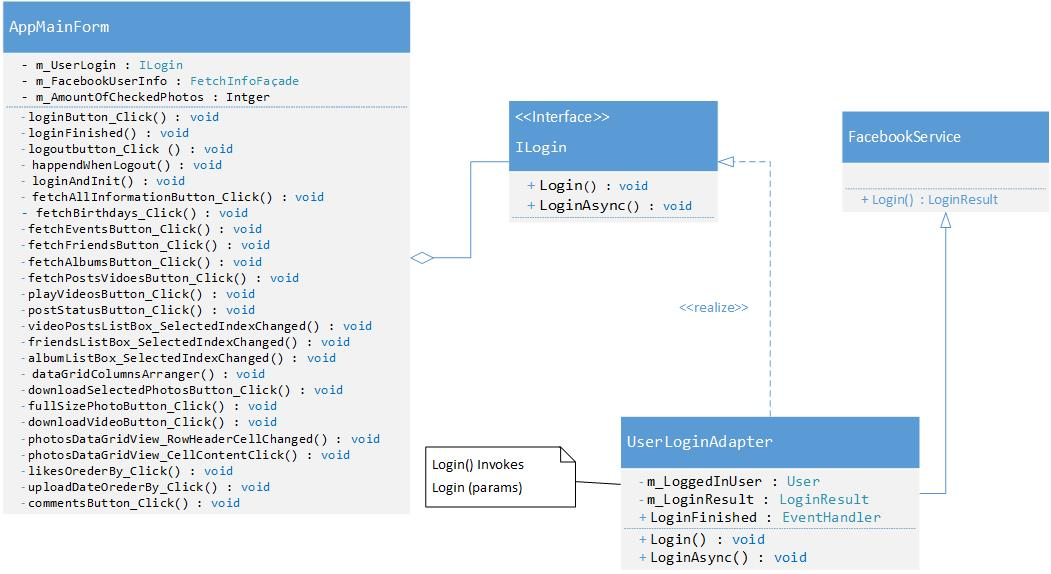 AppMainForm
- m_UserLogin : ILogin
- m_FacebookUserInfo : FetchInfoFaçade
- m_AmountOfCheckedPhotos : Intger
- loginButton_Click() : void
- loginFinished() : void
- logoutbutton_Click () : void
- happendWhenLogout() : void
- loginAndInit() : void
- fetchAllInformationButton_Click() : void
- fetchBirthdays_Click() : void
- fetchEventsButton_Click() : void
- fetchFriendsButton_Click() : void
- fetchAlbumsButton_Click() : void
- fetchPostsVidoesButton_Click() : void
- playVideosButton_Click() : void
- postStatusButton_Click() : void
- videoPostsListBox_SelectedIndexChanged() : void
- friendsListBox_SelectedIndexChanged() : void
- albumListBox_SelectedIndexChanged() : void
- dataGridColumnsArranger() : void
- downloadSelectedPhotosButton_Click() : void
- fullSizePhotoButton_Click() : void
- downloadVideoButton_Click() : void
- photosDataGridView_RowHeaderCellChanged() : void
- photosDataGridView_CellContentClick() : void
- likesOrederBy_Click() : void
- uploadDateOrederBy_Click() : void
- commentsButton_Click() : void
<<Interface>>
ILogin
+ Login() : void
+ LoginAsync() : void
FacebookService
+ Login() : LoginResult
<<realize>>
UserLoginAdapter
- m_LoggedInUser : User
- m_LoginResult : LoginResult
+ LoginFinished : EventHandler
+ Login() : void
+ LoginAsync() : void
Login() Invokes
Login (params)